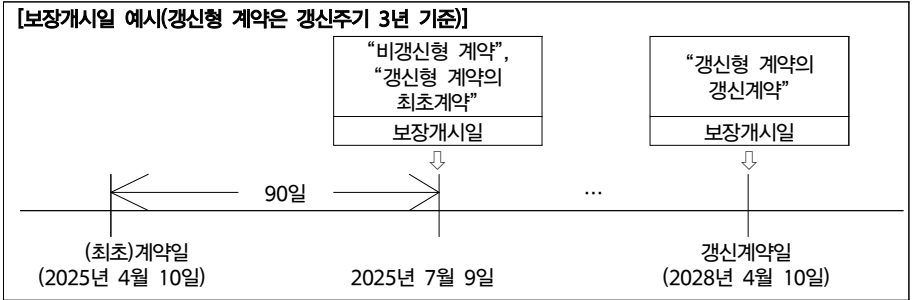 [보장개시일 예시(갱신형 계약은 갱신주기 3년 기준)]
“비갱신형 계약”,
“갱신형 계약의
최초계약”
보장개시일
“갱신형 계약의
갱신계약”
보장개시일
90일
…
(최초)계약일
(2025년 4월 10일)
2025년 7월 9일
갱신계약일
(2028년 4월 10일)